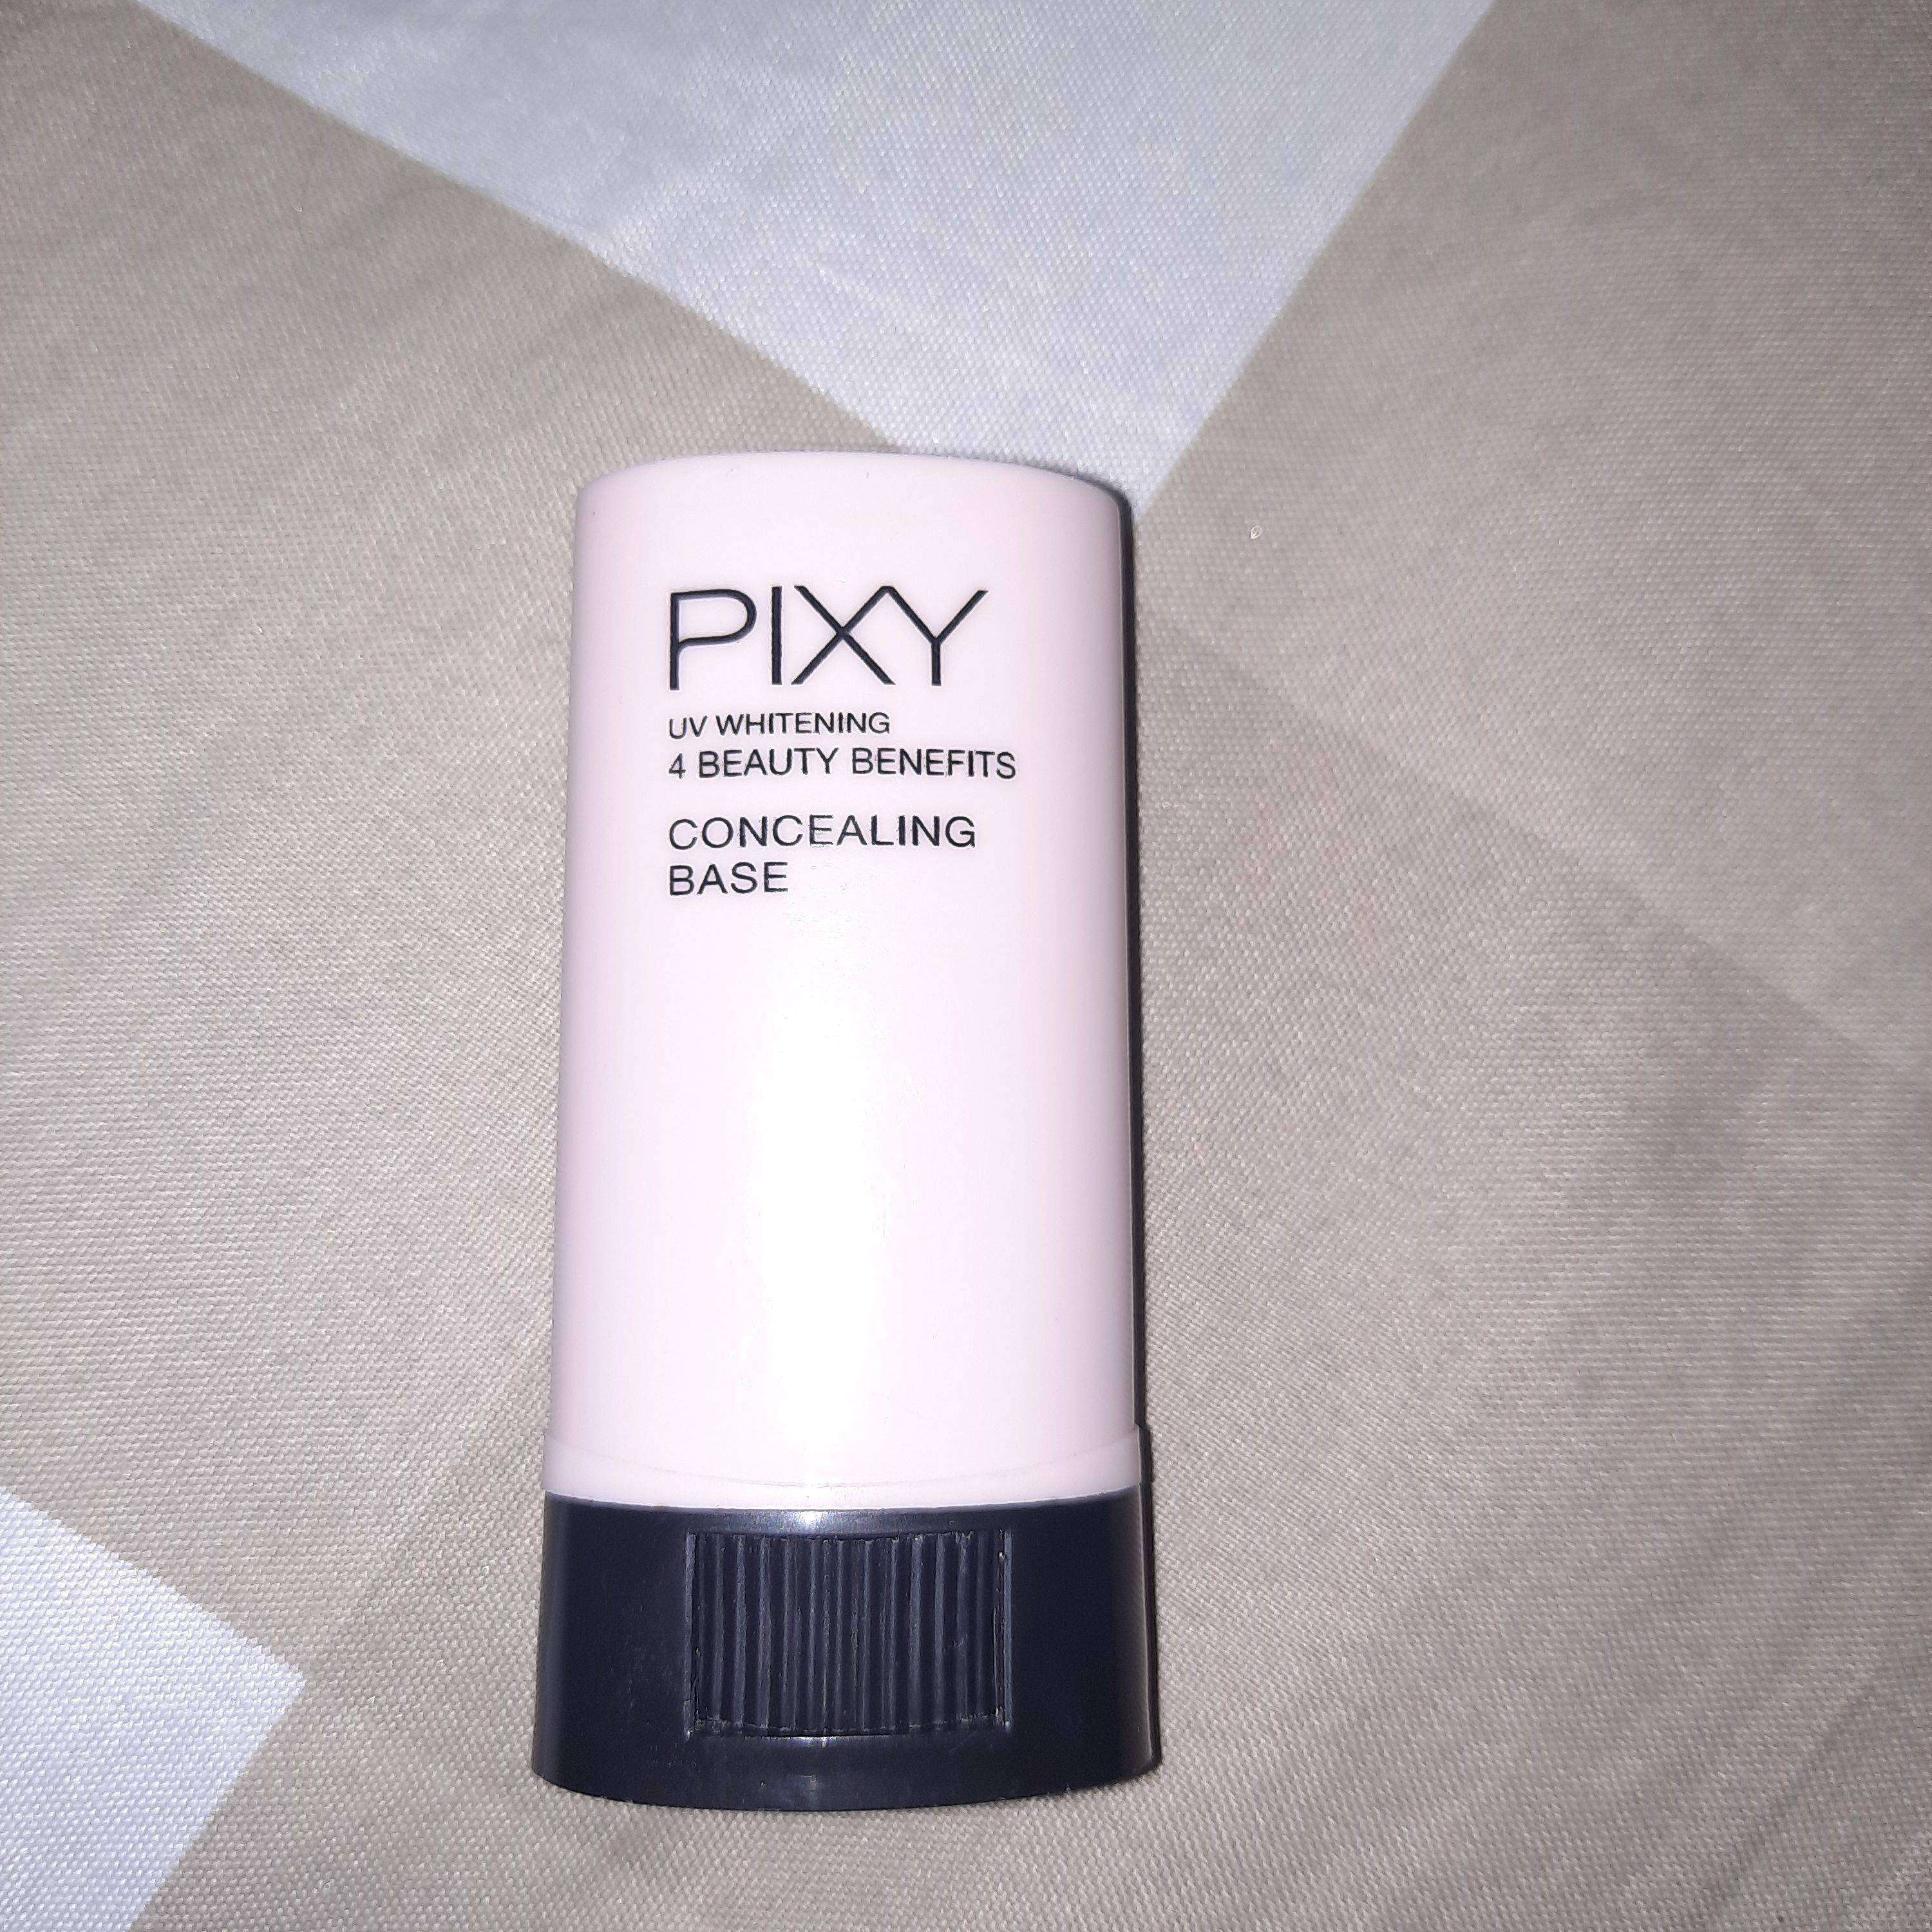 PIXY
UV WHITENING
4 BEAUTY BENEFITS
CONCEALING
BASE